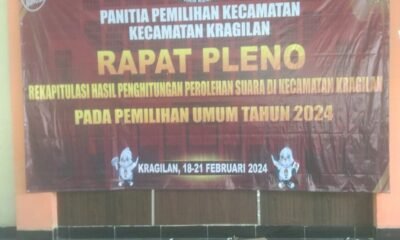 PANITIA PEMILIHAN KECAMATAN
KECAMATAN KRAGILAN
RAPAT PLENO
REKAPITULASI HASIL PENGHITUNGAN PEROLEHAN SUARA DI KECAMATAN KRAGILAN
PADA PEMILIHAN UMUM TAHUN 2024
KRAGILAN, 18-21 FEBRUARI 2024